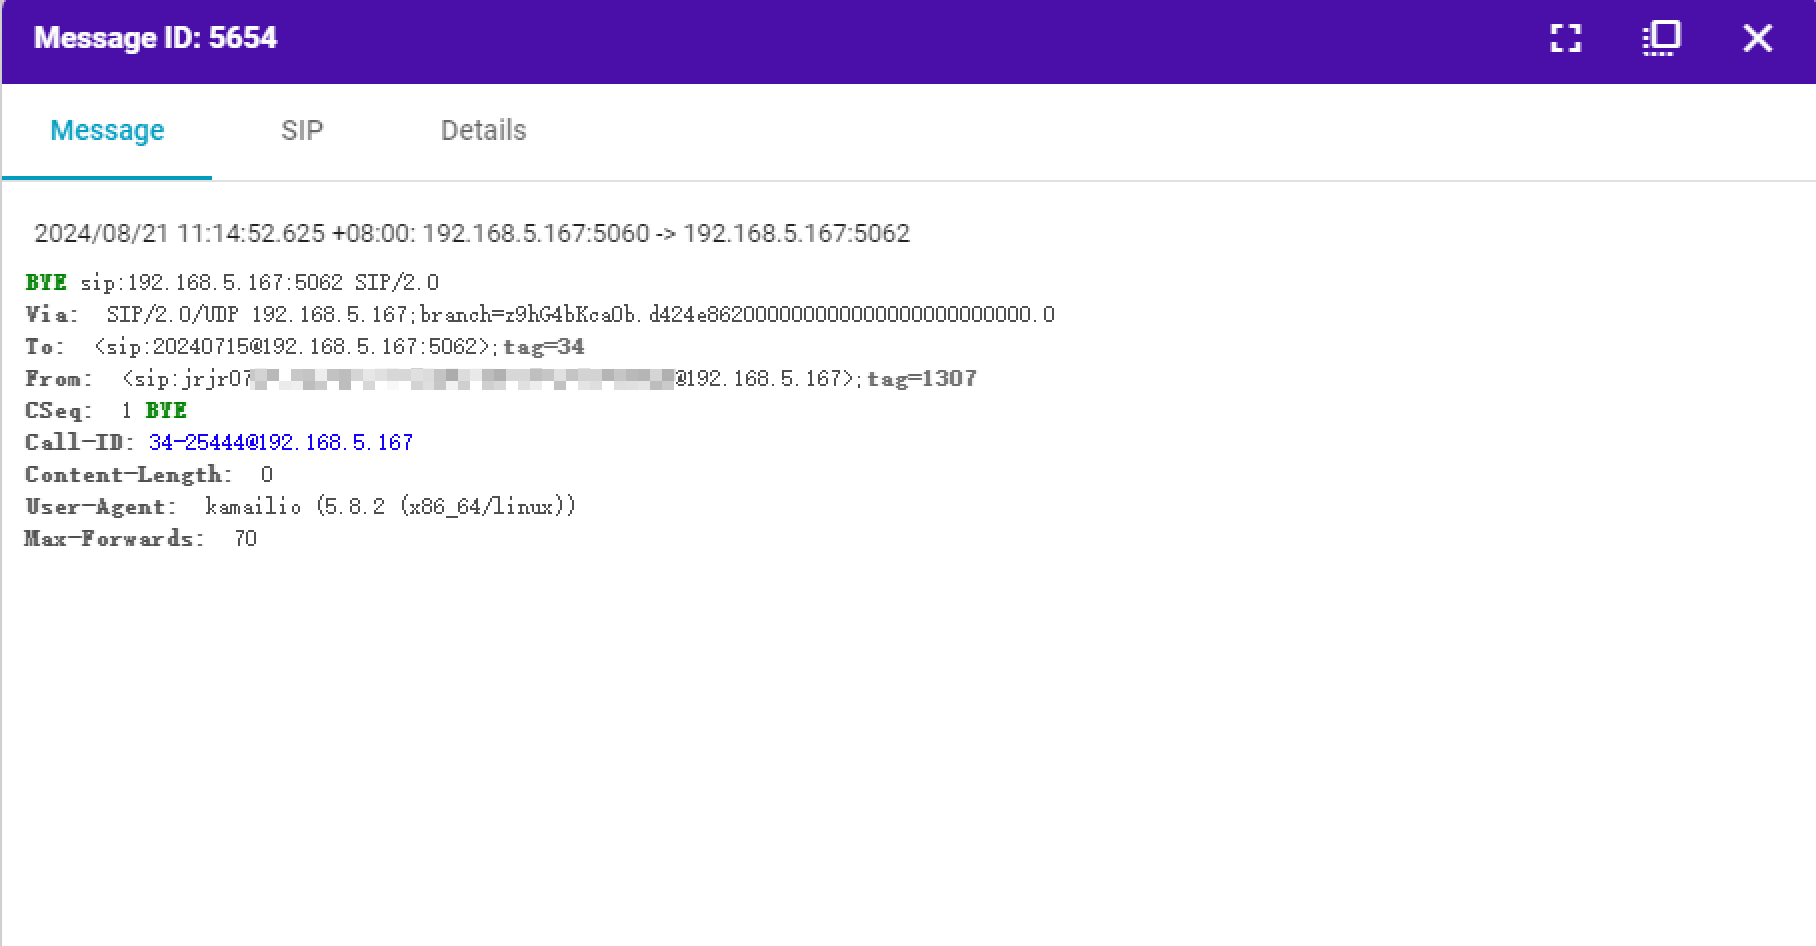 Message ID: 5654
Message SIP Details
2024/08/21 11:14:52.625 +08:00: 192.168.5.167:5060 -> 192.168.5.167:5062
BYE sip:192.168.5.167:5062 SIP/2.0
Via: SIP/2.0/UDP 192.168.5.167;branch=z9hG4bKca0b.d424e862000000000000000000000000.0
To: <sip:20240715@192.168.5.167:5062>;tag=34
From: <sip:jrjr07 @192.168.5.167>;tag=1307
CSeq: 1 BYE
Call-ID: 34-25444@192.168.5.167
Content-Length: 0
User-Agent: kamailio (5.8.2 (x86_64/linux))
Max-Forwards: 70